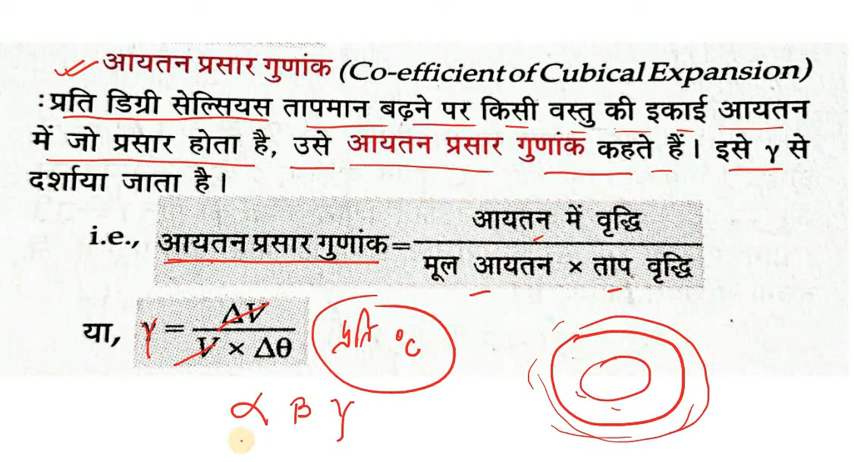 आयतन प्रसार गुणांक (Co-efficient of Cubical Expansion)
:प्रति डिग्री सेल्सियस तापमान बढ़ने पर किसी वस्तु की इकाई आयतन
में जो प्रसार होता है, उसे आयतन प्रसार गुणांक कहते हैं। इसे γ से
दर्शाया जाता है।
i.e., आयतन प्रसार गुणांक = आयतन में वृद्धि / मूल आयतन × ताप वृद्धि
या, γ = ΔV / V × Δθ प्रति °C
α B γ